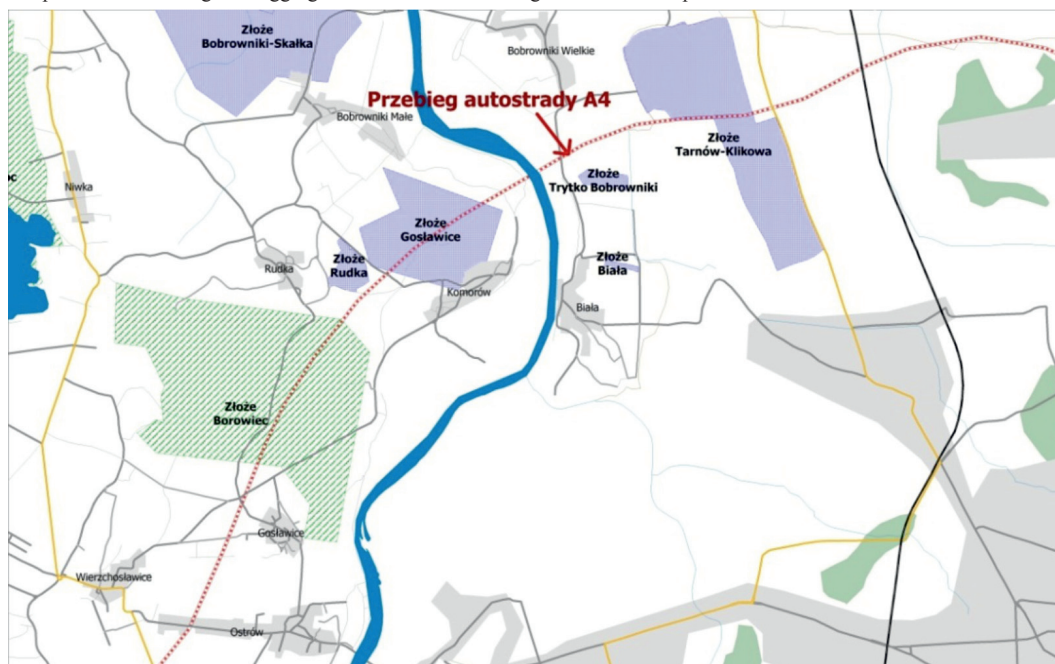 Złoże
Bobrowniki-Skałka
Bobrowniki Wielkie
Przebieg autostrady A4
Bobrowniki Małe
Złoże
Tarnów-Klikowa
Złoże
Trytko Bobrowniki
Niwka
Złoże
Gosławice
Złoże
Rudka
Rudka
Złoże
Biała
Komorów
Biała
Złoże
Borowiec
Gosławice
Wierzchosławice
Ostrów